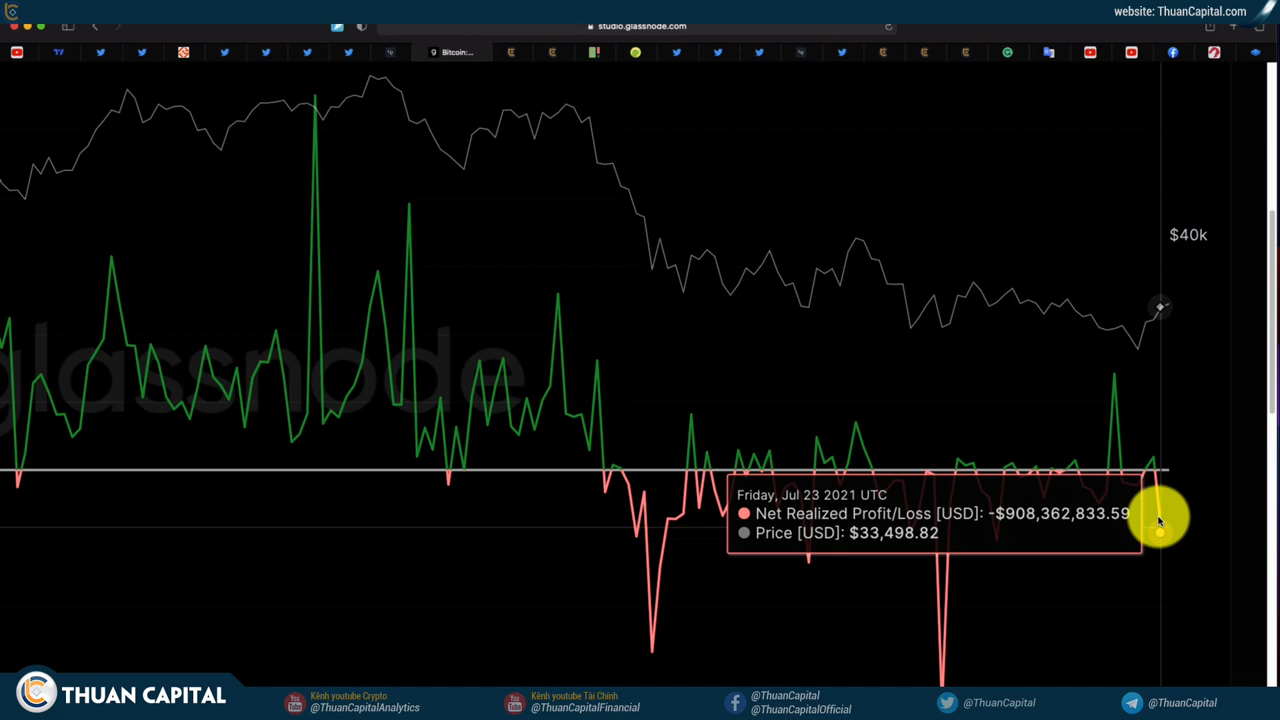 website: ThuanCapital.com
studio.glassnode.com
Bitcoin:...
$40k
glassnode
Friday, Jul 23 2021 UTC
Net Realized Profit/Loss [USD]: -$908,362,833.59
Price [USD]: $33,498.82
THUAN CAPITAL
Kênh youtube Crypto
@ThuanCapitalAnalytics
Kênh youtube Tài Chính
@ThuanCapitalFinancial
@ThuanCapital
@ThuanCapitalOfficial
@ThuanCapital
@ThuanCapital